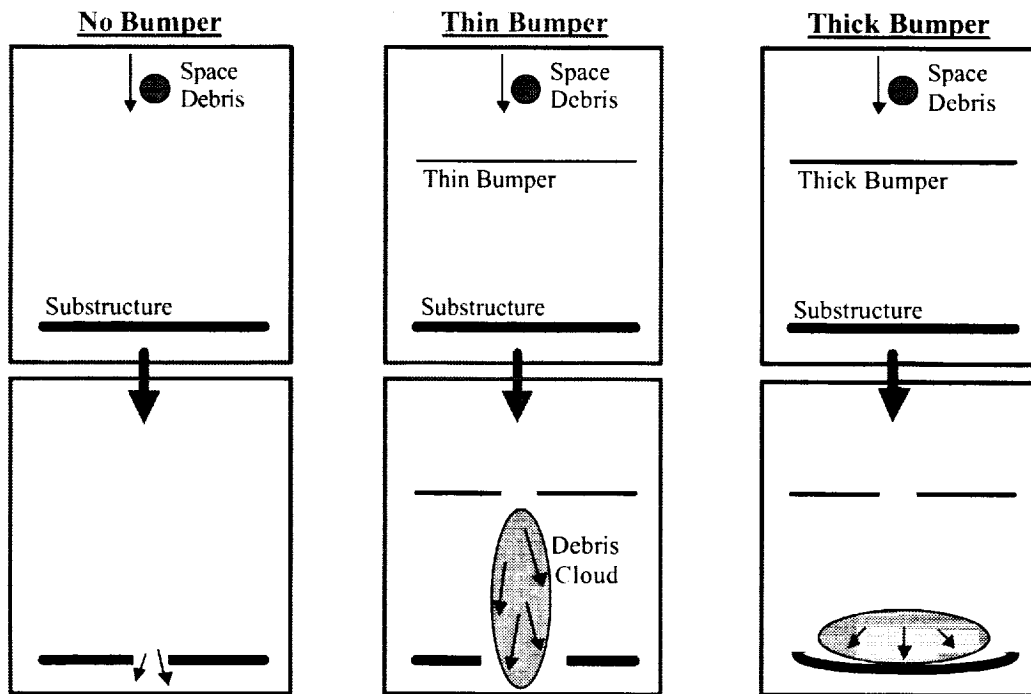 No Bumper
Space
Debris
Substructure
Thin Bumper
Space
Debris
Thin Bumper
Substructure
Debris
Cloud
Thick Bumper
Space
Debris
Thick Bumper
Substructure